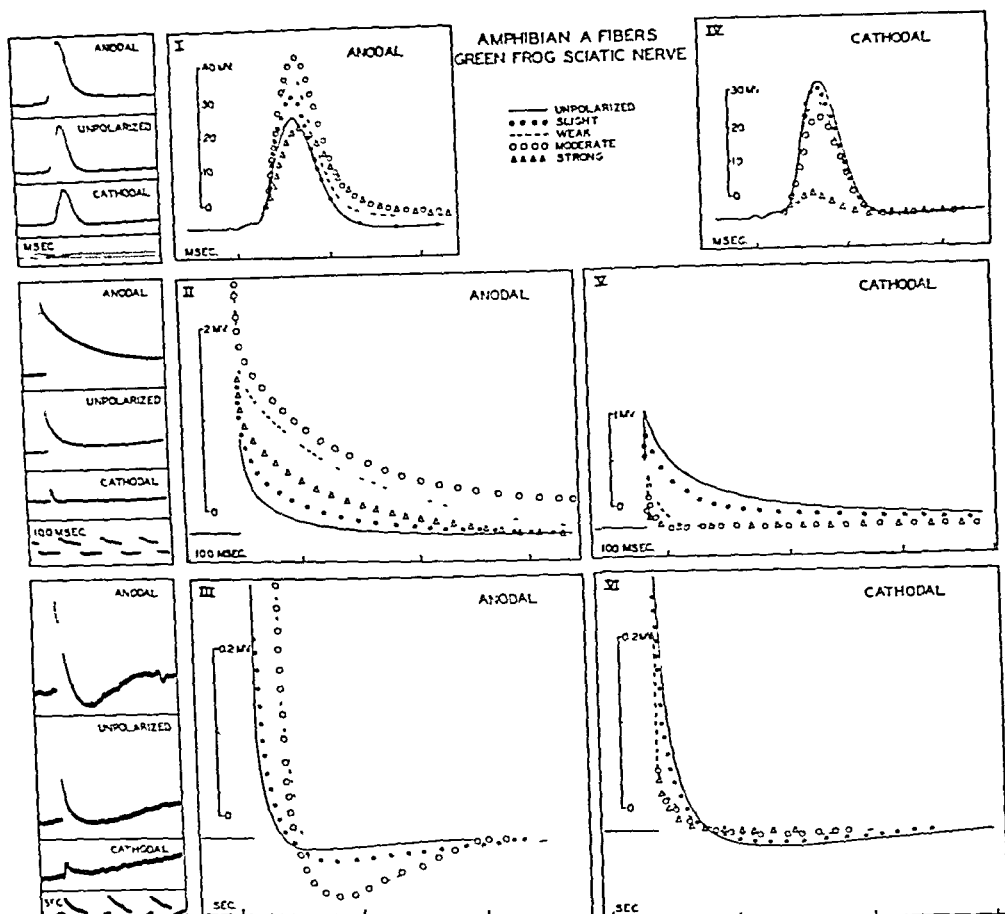 AMPHIBIAN A FIBERS
GREEN FROG SCIATIC NERVE
UNPOLARIZED
SLIGHT
WEAK
MODERATE
STRONG
ANODAL
UNPOLARIZED
CATHODAL
MSEC
I
ANODAL
40 MV.
30
20
10
0
MSEC.
IV
CATHODAL
30 MV
20
10
0
MSEC.
ANODAL
UNPOLARIZED
CATHODAL
100 MSEC
II
ANODAL
2 MV.
0
100 MSEC.
V
CATHODAL
1 MV
0
100 MSEC.
ANODAL
UNPOLARIZED
CATHODAL
SEC
III
ANODAL
0.2 MV.
0
SEC.
VI
CATHODAL
0.2 MV
0
SEC